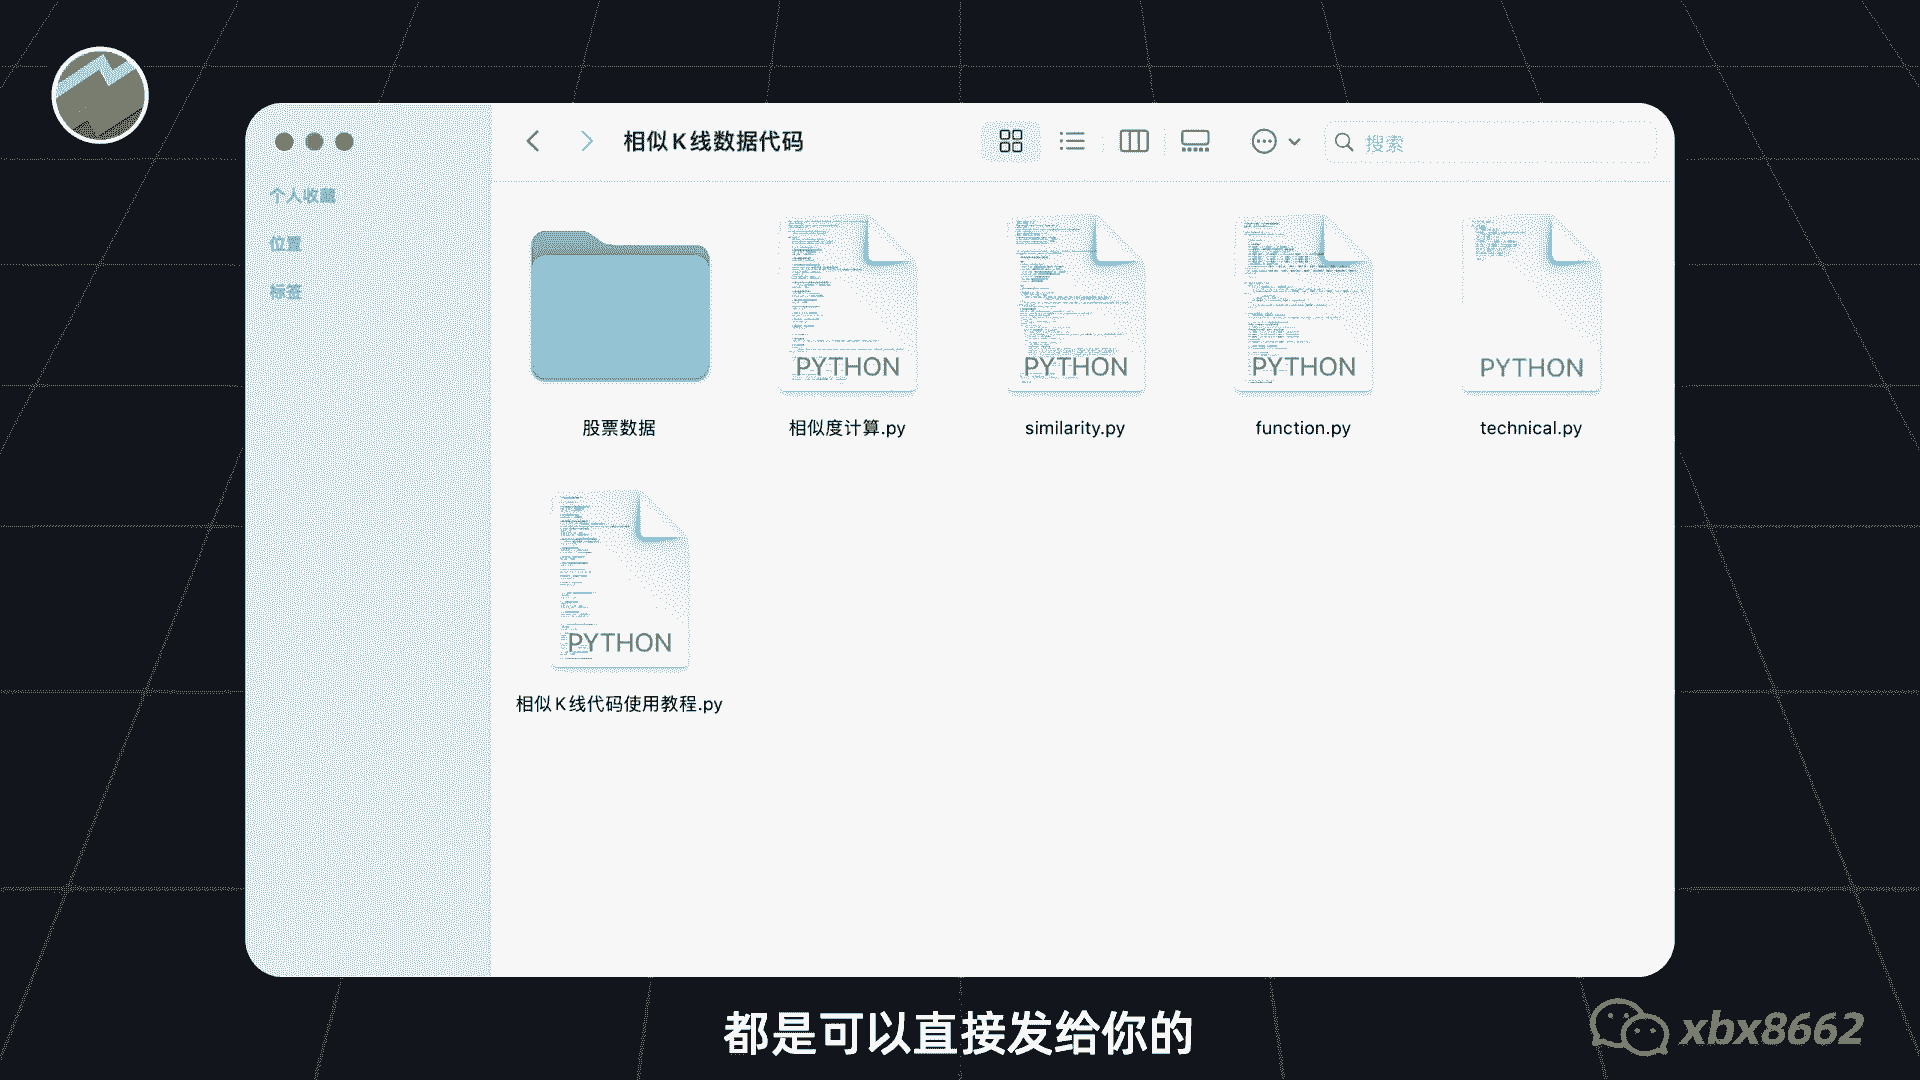 相似K线数据代码
搜索
个人收藏
位置
标签
PYTHON
PYTHON
PYTHON
PYTHON
股票数据
相似度计算.py
similarity.py
function.py
technical.py
PYTHON
相似K线代码使用教程.py
都是可以直接发给你的
xbx8662